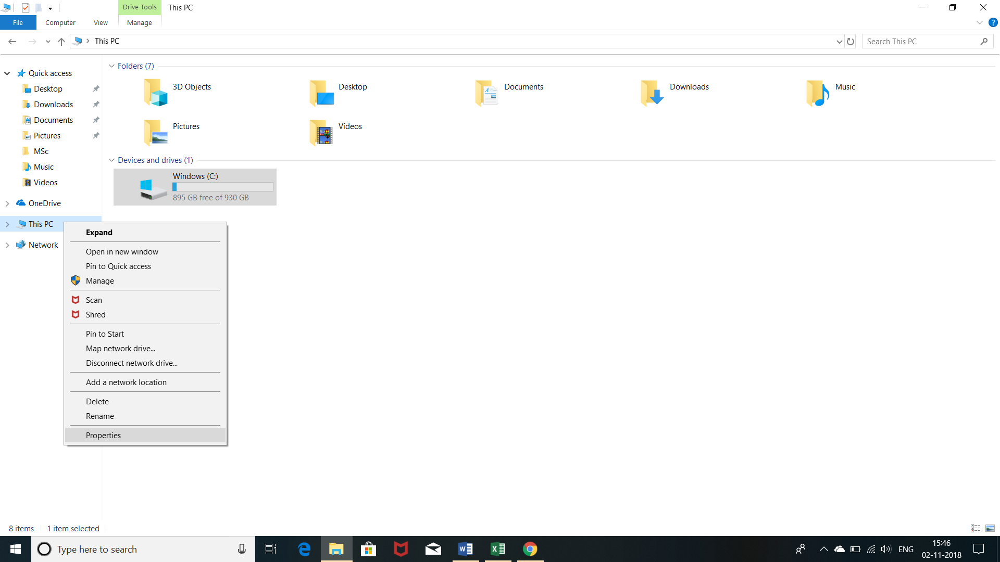 Drive Tools
This PC
File
Computer
View
Manage
This PC
Search This PC
Quick access
Desktop
Downloads
Documents
Pictures
MSc
Music
Videos
OneDrive
This PC
Network
Folders (7)
3D Objects
Desktop
Documents
Downloads
Music
Pictures
Videos
Devices and drives (1)
Windows (C:)
895 GB free of 930 GB
Expand
Open in new window
Pin to Quick access
Manage
Scan
Shred
Pin to Start
Map network drive...
Disconnect network drive...
Add a network location
Delete
Rename
Properties
8 items
1 item selected
Type here to search
ENG
15:46
02-11-2018